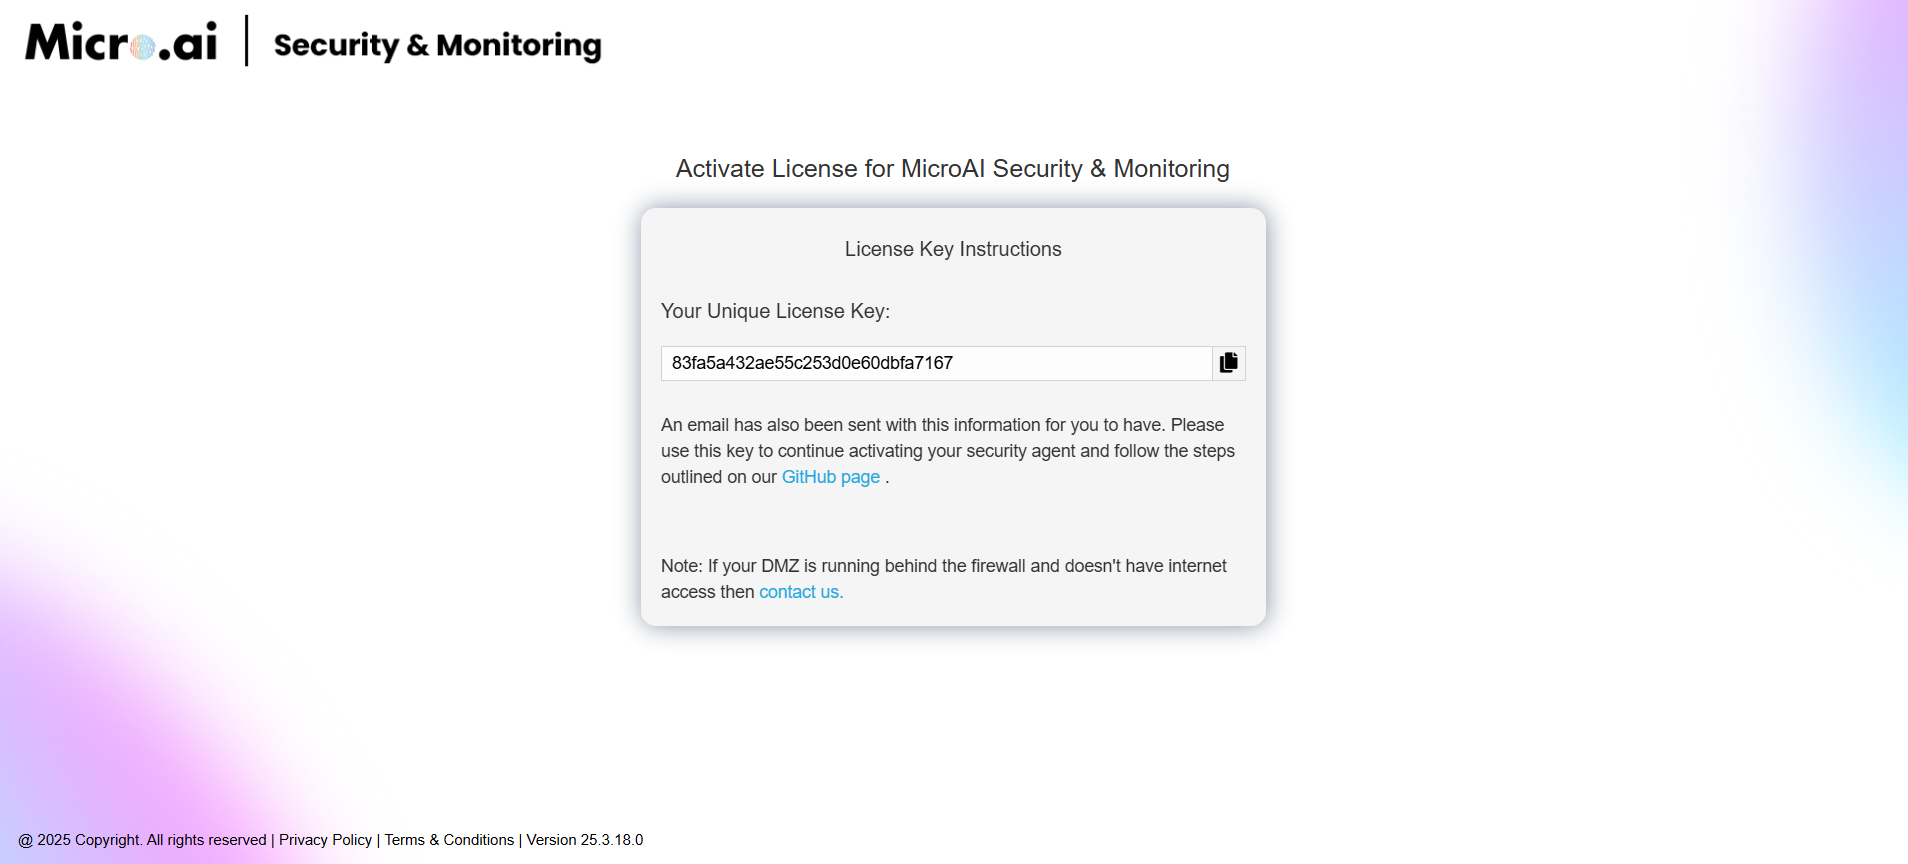 Micro.ai | Security & Monitoring
Activate License for MicroAI Security & Monitoring
License Key Instructions
Your Unique License Key:
83fa5a432ae55c253d0e60dbfa7167
An email has also been sent with this information for you to have. Please
use this key to continue activating your security agent and follow the steps
outlined on our GitHub page .
Note: If your DMZ is running behind the firewall and doesn't have internet
access then contact us.
@ 2025 Copyright. All rights reserved | Privacy Policy | Terms & Conditions | Version 25.3.18.0